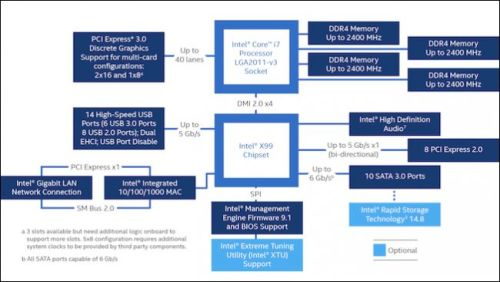 PCI Express* 3.0
Discrete Graphics
Support for multi-card
configurations:
2x16 and 1x8ᵃ
Up to
40 lanes
Intel® Core™ i7
Processor
LGA2011-v3
Socket
DDR4 Memory
Up to 2400 MHz
DDR4 Memory
Up to 2400 MHz
DDR4 Memory
Up to 2400 MHz
DDR4 Memory
Up to 2400 MHz
DMI 2.0 x4
14 High-Speed USB
Ports (6 USB 3.0 Ports
8 USB 2.0 Ports); Dual
EHCI; USB Port Disable
Up to
5 Gb/s
Intel® X99
Chipset
Intel® High Definition
Audio⁷
Up to 5 Gb/s x1
(bi-directional)
8 PCI Express 2.0
Up to
6 Gb/sᵇ
10 SATA 3.0 Ports
Intel® Rapid Storage
Technology¹ 14.8
PCI Express x1
Intel® Gigabit LAN
Network Connection
Intel® Integrated
10/100/1000 MAC
SM Bus 2.0
SPI
Intel® Management
Engine Firmware 9.1
and BIOS Support
Intel® Extreme Tuning
Utility (Intel® XTU)
Support
a 3 slots available but need additional logic onboard to
support more slots. 5x8 configuration requires additional
system clocks to be provided by third party components.
b All SATA ports capable of 6 Gb/s
Optional